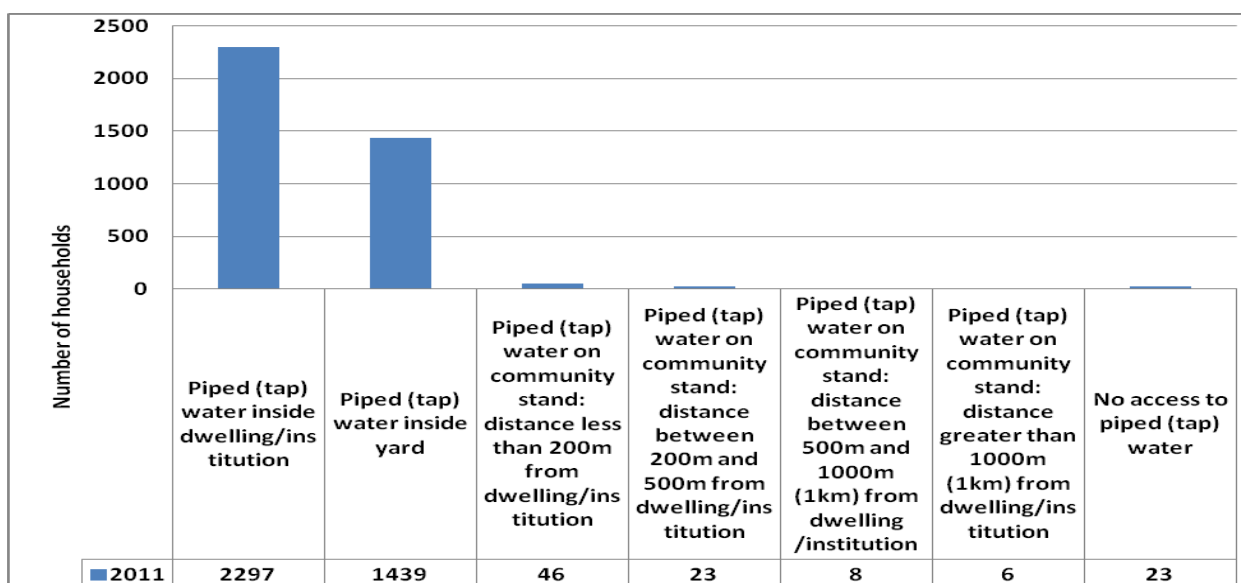 2500
2000
1500
1000
500
0
Number of households
Piped (tap)
water inside
dwelling/ins
titution
Piped (tap)
water inside
yard
Piped (tap)
water on
community
stand:
distance less
than 200m
from
dwelling/ins
titution
Piped (tap)
water on
community
stand:
distance
between
200m and
500m from
dwelling/ins
titution
Piped (tap)
water on
community
stand:
distance
between
500m and
1000m
(1km) from
dwelling
/institution
Piped (tap)
water on
community
stand:
distance
greater than
1000m
(1km) from
dwelling/ins
titution
No access to
piped (tap)
water
2011 2297 1439 46 23 8 6 23